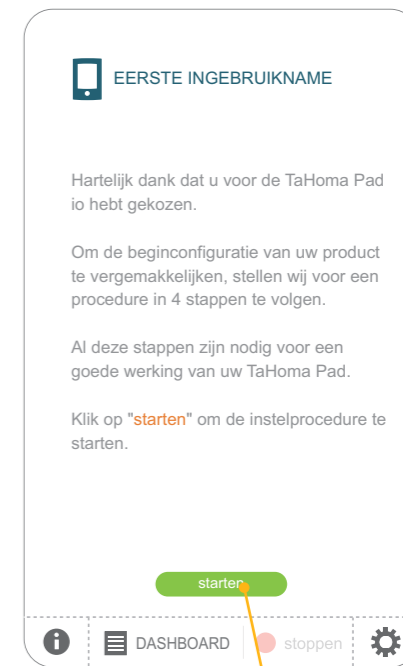 EERSTE INGEBRUIKNAME
Hartelijk dank dat u voor de TaHoma Pad
io hebt gekozen.
Om de beginconfiguratie van uw product
te vergemakkelijken, stellen wij voor een
procedure in 4 stappen te volgen.
Al deze stappen zijn nodig voor een
goede werking van uw TaHoma Pad.
Klik op "starten" om de instelprocedure te
starten.
starten
DASHBOARD stoppen